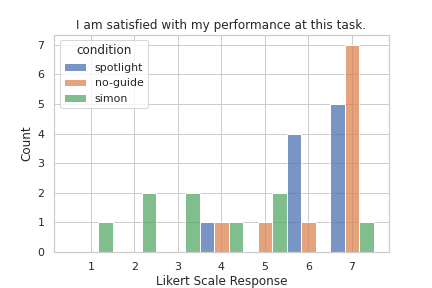 I am satisfied with my performance at this task.
condition
spotlight
no-guide
simon
7
6
5
4
3
2
1
0
Count
1 2 3 4 5 6 7
Likert Scale Response